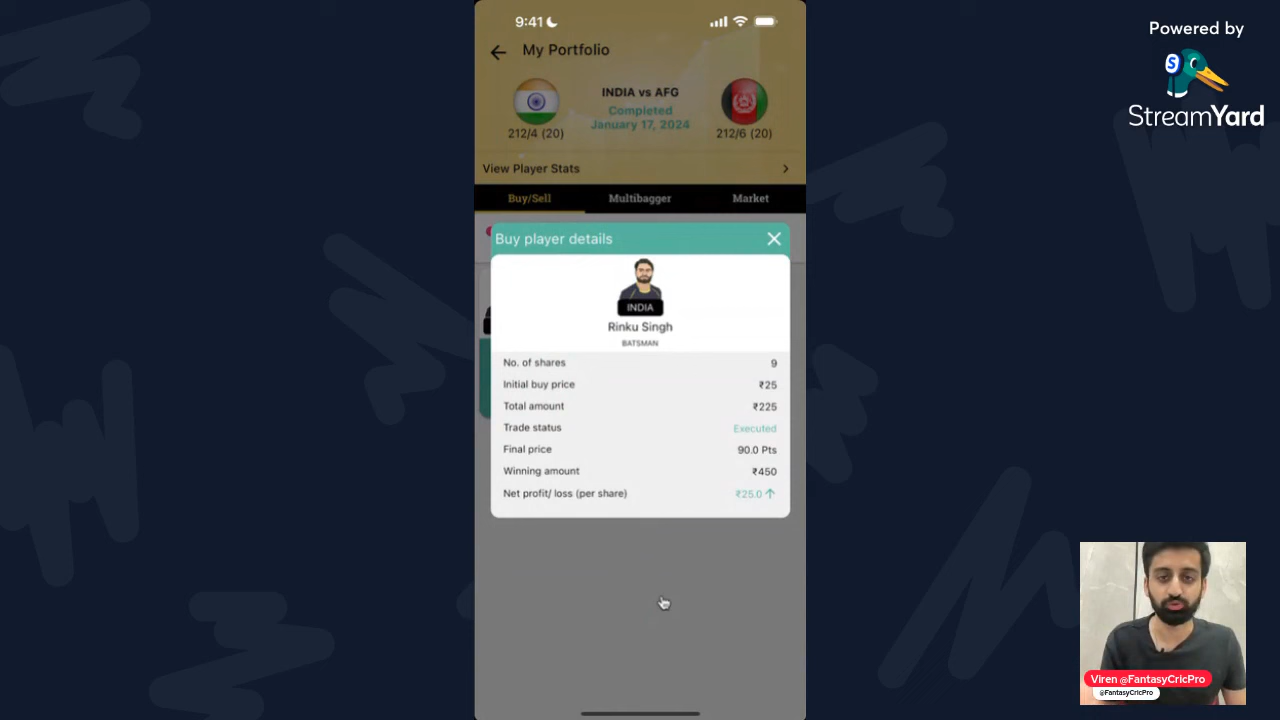 9:41
My Portfolio
INDIA vs AFG
Completed
January 17, 2024
212/4 (20)
212/6 (20)
View Player Stats
Buy/Sell
Multibagger
Market
Buy player details
INDIA
Rinku Singh
BATSMAN
No. of shares 9
Initial buy price ₹25
Total amount ₹225
Trade status Executed
Final price 90.0 Pts
Winning amount ₹450
Net profit/ loss (per share) ₹25.0
Powered by
S
StreamYard
Viren @FantasyCricPro
@FantasyCricPro